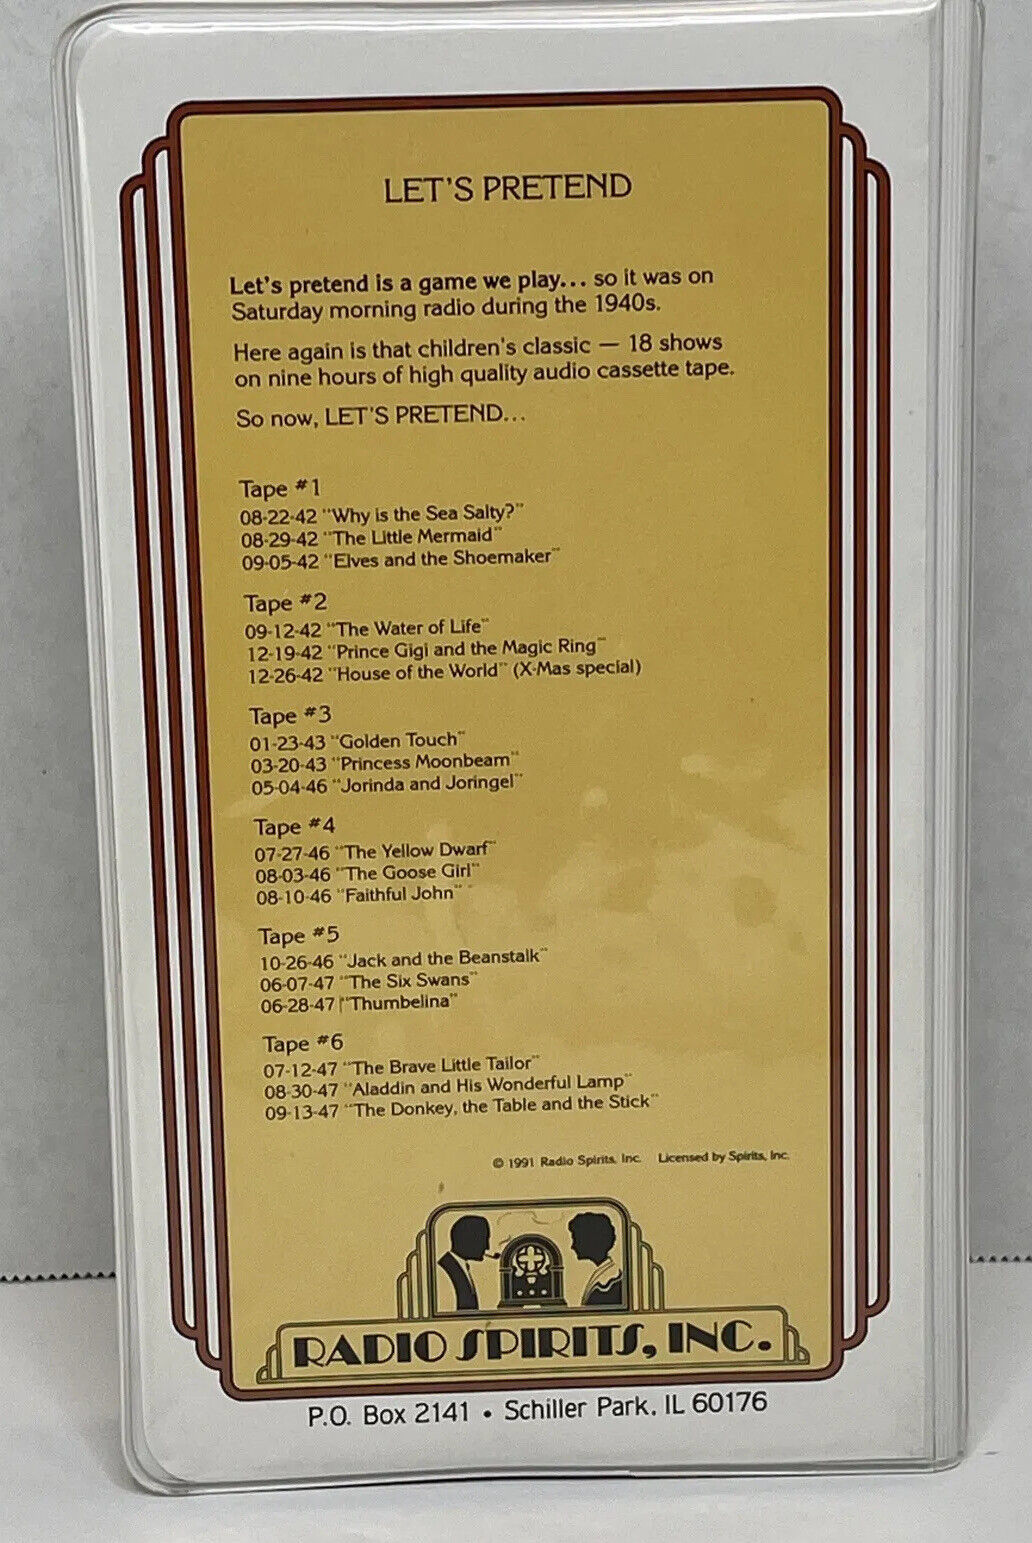 LET'S PRETEND
Let's pretend is a game we play... so it was on
Saturday morning radio during the 1940s.
Here again is that children's classic — 18 shows
on nine hours of high quality audio cassette tape.
So now, LET'S PRETEND...
Tape #1
08-22-42 "Why is the Sea Salty?"
08-29-42 "The Little Mermaid"
09-05-42 "Elves and the Shoemaker"
Tape #2
09-12-42 "The Water of Life"
12-19-42 "Prince Gigi and the Magic Ring"
12-26-42 "House of the World" (X-Mas special)
Tape #3
01-23-43 "Golden Touch"
03-20-43 "Princess Moonbeam"
05-04-46 "Jorinda and Joringel"
Tape #4
07-27-46 "The Yellow Dwarf"
08-03-46 "The Goose Girl"
08-10-46 "Faithful John"
Tape #5
10-26-46 "Jack and the Beanstalk"
06-07-47 "The Six Swans"
06-28-47 "Thumbelina"
Tape #6
07-12-47 "The Brave Little Tailor"
08-30-47 "Aladdin and His Wonderful Lamp"
09-13-47 "The Donkey, the Table and the Stick"
© 1991 Radio Spirits, Inc. Licensed by Spirits, Inc.
RADIO SPIRITS, INC.
P.O. Box 2141 • Schiller Park, IL 60176